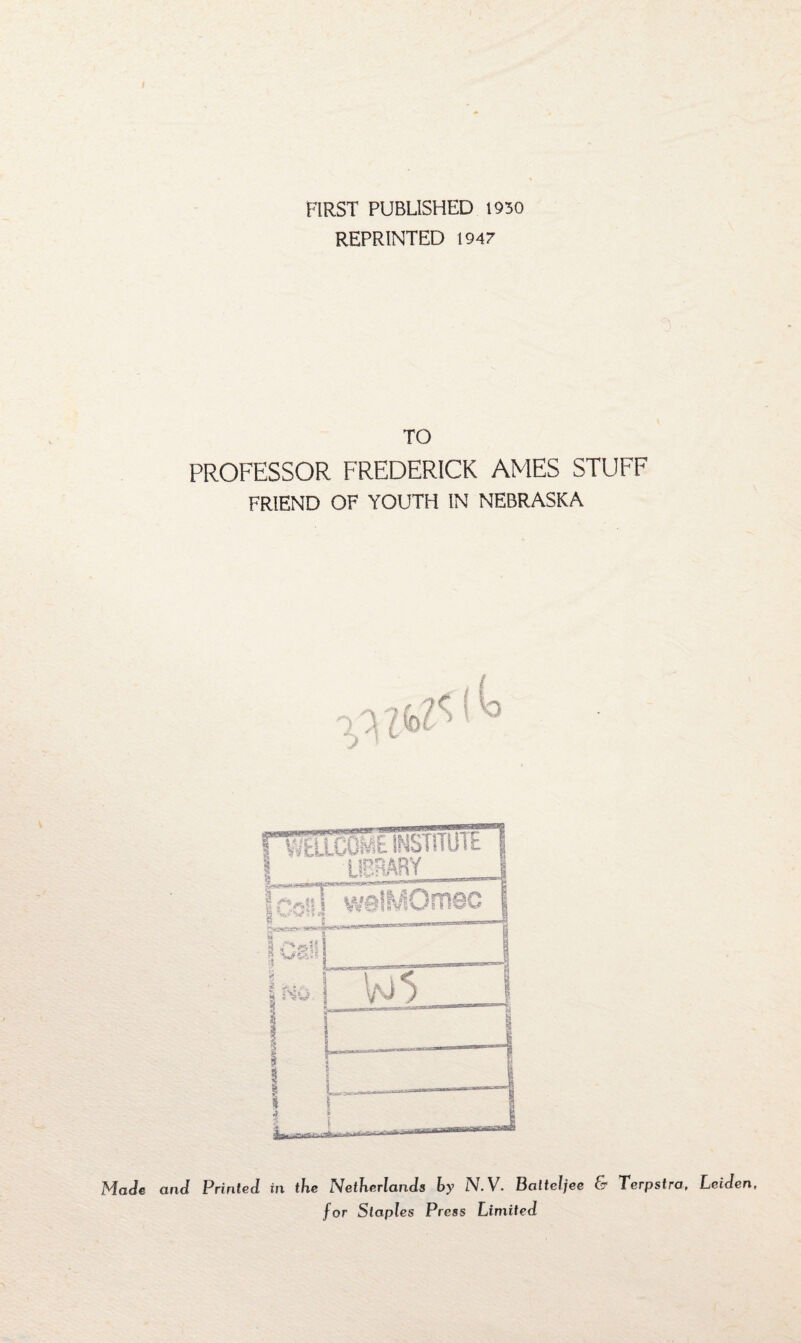 FIRST PUBLISHED 1930
REPRINTED 1947
TO
PROFESSOR FREDERICK AMES STUFF
FRIEND OF YOUTH IN NEBRASKA
WELLCOME INSTITUTE
LIBRARY
Coll. welMOmec
Call
No. WS
Made and Printed in the Netherlands by N.V. Batteljee & Terpstra, Leiden,
for Staples Press Limited